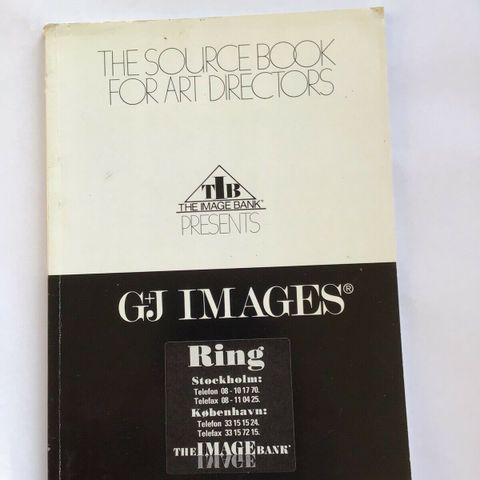 THE SOURCE BOOK
FOR ART DIRECTORS
TIB
THE IMAGE BANK
PRESENTS
G+J IMAGES®
Ring
Stockholm:
Telefon 08 - 10 17 70.
Telefax 08 - 11 04 25.
København:
Telefon 33 15 15 24.
Telefax 33 15 72 15.
THE IMAGE BANK®
IMAGE